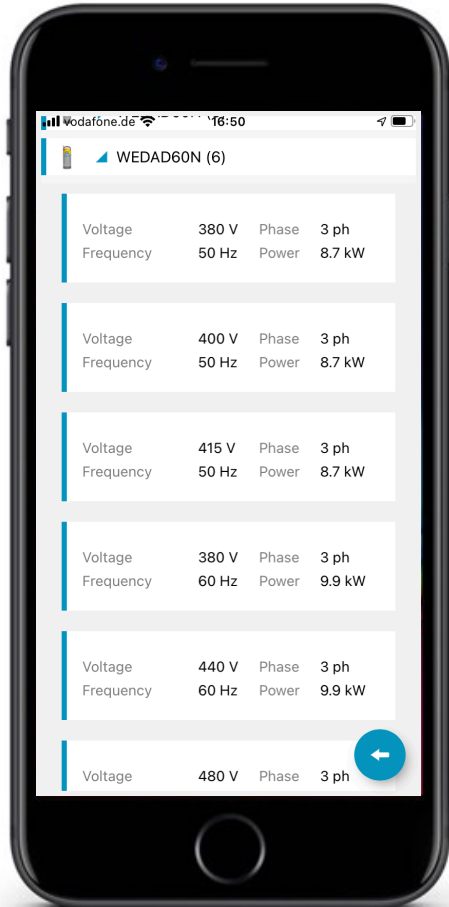 vodafone.de 16:50
WEDAD60N (6)
Voltage 380 V Phase 3 ph
Frequency 50 Hz Power 8.7 kW
Voltage 400 V Phase 3 ph
Frequency 50 Hz Power 8.7 kW
Voltage 415 V Phase 3 ph
Frequency 50 Hz Power 8.7 kW
Voltage 380 V Phase 3 ph
Frequency 60 Hz Power 9.9 kW
Voltage 440 V Phase 3 ph
Frequency 60 Hz Power 9.9 kW
Voltage 480 V Phase 3 ph